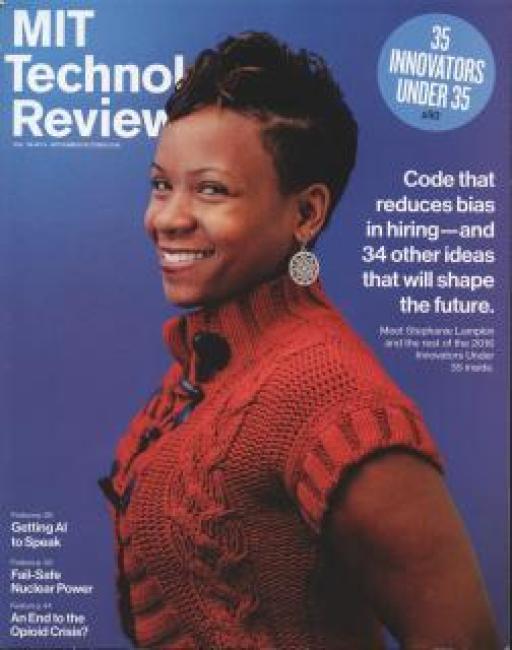 MIT
Technol
Review
35
INNOVATORS
UNDER 35
Code that
reduces bias
in hiring—and
34 other ideas
that will shape
the future.
Meet Stephanie Lampkin
and the rest of the 2016
Innovators Under
35 inside.
Getting AI
to Speak
Fail-Safe
Nuclear Power
An End to the
Opioid Crisis?